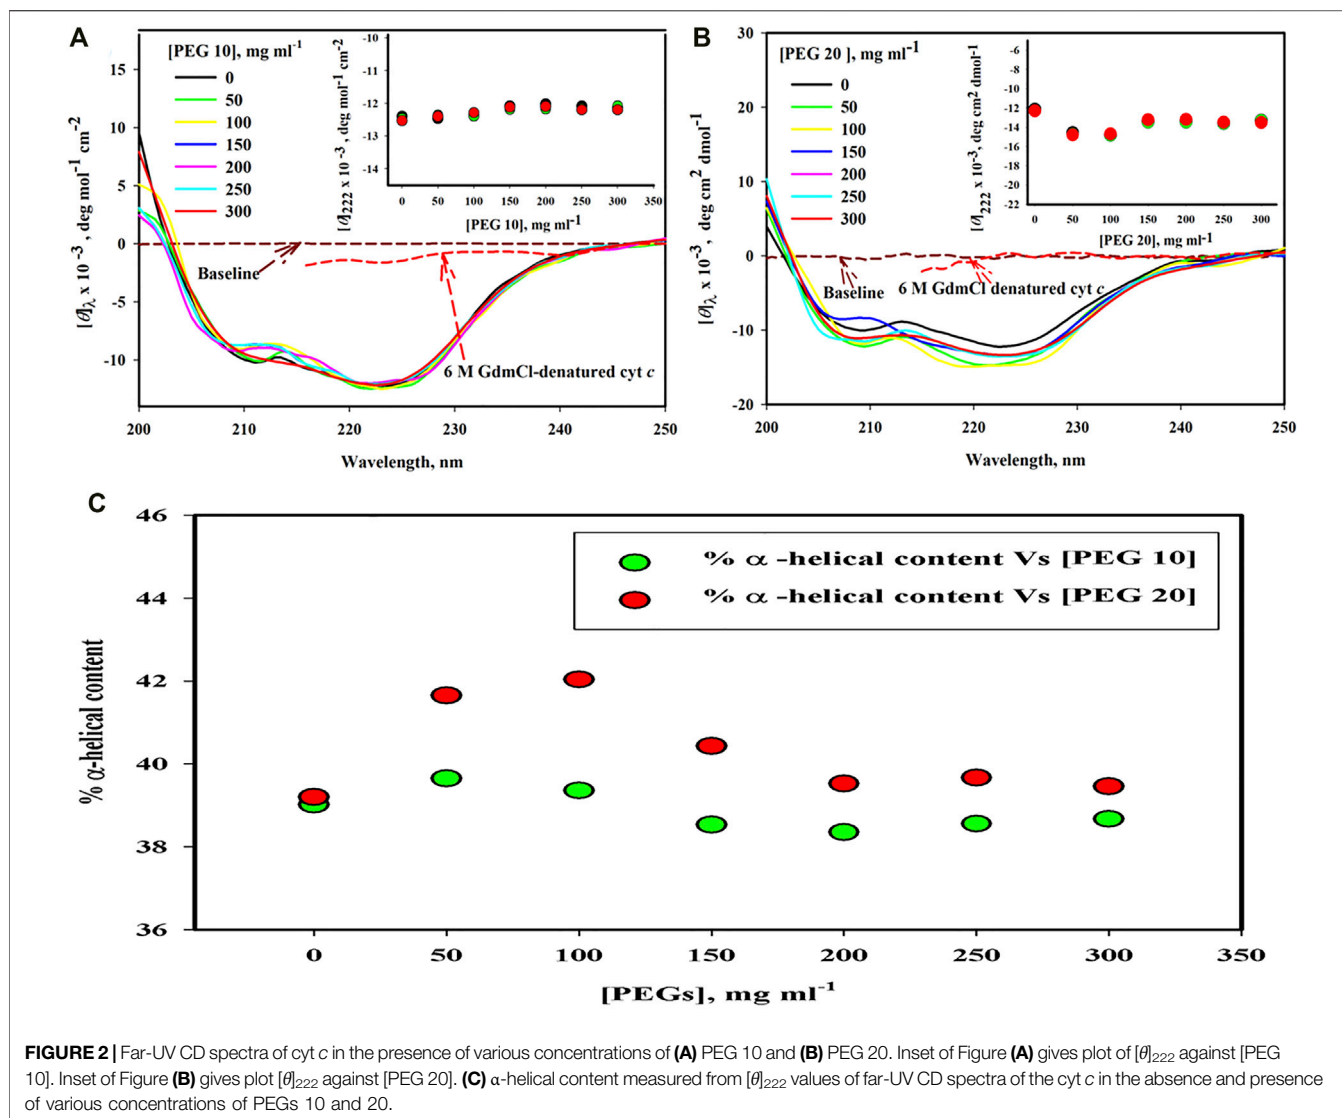 A
[PEG 10], mg ml-1
0
50
100
150
200
250
300
15
10
5
0
-5
-10
[θ]λ x 10 -3 , deg mol-1 cm-2
200
210
220
230
240
250
Wavelength, nm
Baseline
6 M GdmCl-denatured cyt c
[θ]222 x 10 -3 , deg mol-1 cm-2
-10
-11
-12
-13
-14
0 50 100 150 200 250 300 350
[PEG 10], mg ml-1
B
[PEG 20 ], mg ml-1
0
50
100
150
200
250
300
30
20
10
0
-10
-20
[θ]λ x 10 -3 , deg cm2 dmol-1
200
210
220
230
240
250
Wavelength, nm
Baseline
6 M GdmCl denatured cyt c
[θ]222 x 10 -3, deg cm2 dmol-1
-6
-8
-10
-12
-14
-16
-18
-20
-22
0 50 100 150 200 250 300
[PEG 20], mg ml-1
C
% α -helical content Vs [PEG 10]
% α -helical content Vs [PEG 20]
46
44
42
40
38
36
% α-helical content
0 50 100 150 200 250 300 350
[PEGs], mg ml-1
FIGURE 2 | Far-UV CD spectra of cyt c in the presence of various concentrations of (A) PEG 10 and (B) PEG 20. Inset of Figure (A) gives plot of [θ]222 against [PEG
10]. Inset of Figure (B) gives plot [θ]222 against [PEG 20]. (C) α-helical content measured from [θ]222 values of far-UV CD spectra of the cyt c in the absence and presence
of various concentrations of PEGs 10 and 20.